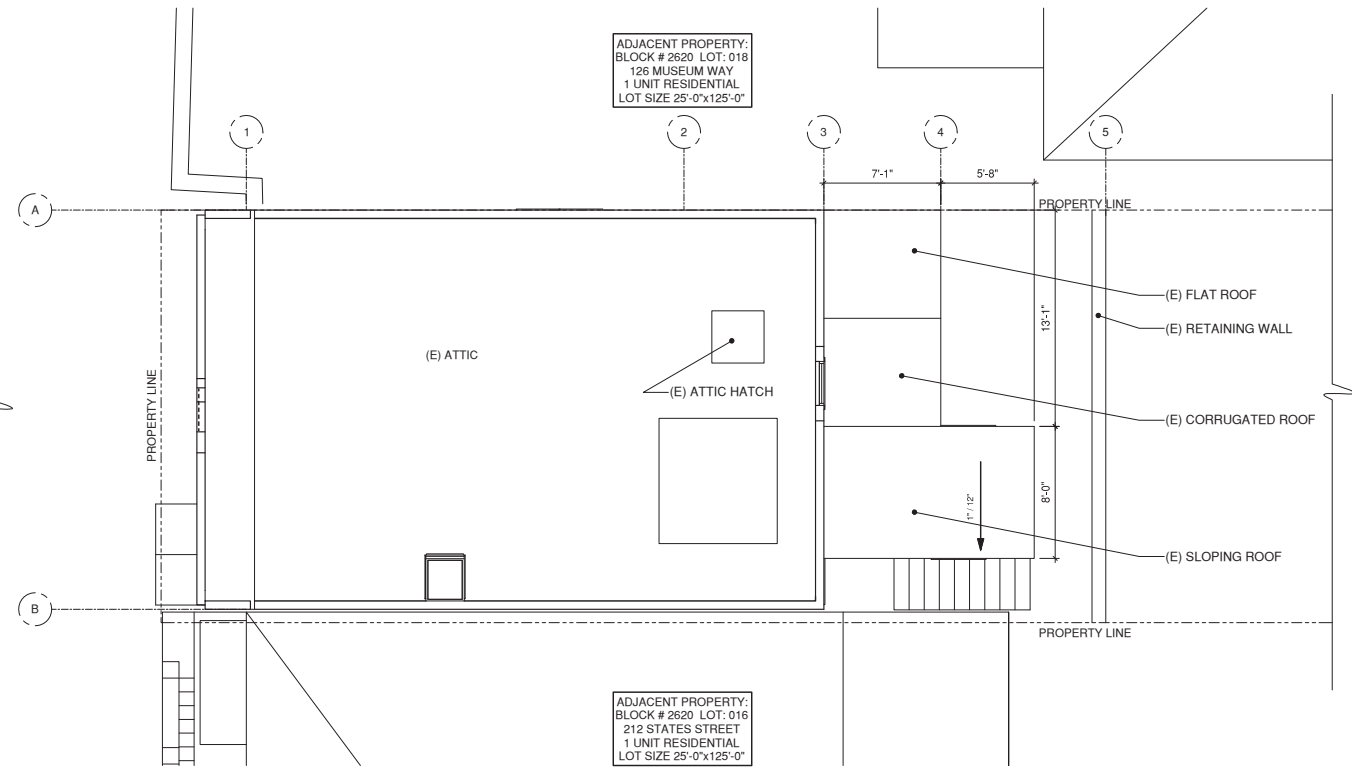 ADJACENT PROPERTY:
BLOCK # 2620 LOT: 018
126 MUSEUM WAY
1 UNIT RESIDENTIAL
LOT SIZE 25'-0"x125'-0"
1
2
3
4
5
7'-1"
5'-8"
A
PROPERTY LINE
(E) FLAT ROOF
13'-1"
(E) RETAINING WALL
(E) ATTIC
(E) ATTIC HATCH
PROPERTY LINE
(E) CORRUGATED ROOF
8'-0"
1" / 12"
(E) SLOPING ROOF
B
PROPERTY LINE
ADJACENT PROPERTY:
BLOCK # 2620 LOT: 016
212 STATES STREET
1 UNIT RESIDENTIAL
LOT SIZE 25'-0"x125'-0"